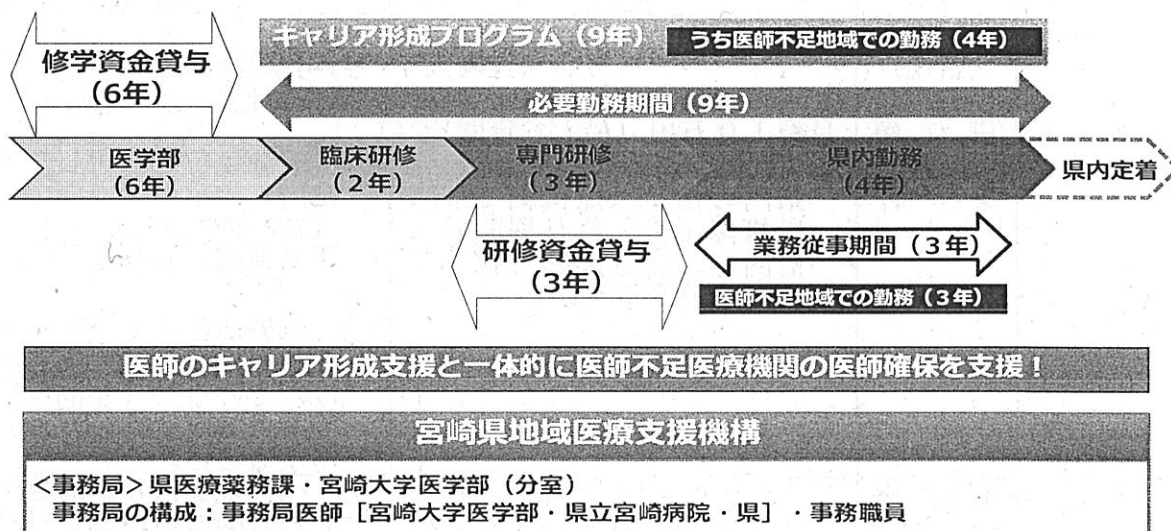 キャリア形成プログラム（9年） うち医師不足地域での勤務（4年）
修学資金貸与
（6年）
必要勤務期間（9年）
医学部
（6年）
臨床研修
（２年）
専門研修
（３年）
県内勤務
（4年）
県内定着
研修資金貸与
（3年）
業務従事期間（３年）
医師不足地域での勤務（３年）
医師のキャリア形成支援と一体的に医師不足医療機関の医師確保を支援！
宮崎県地域医療支援機構
＜事務局＞県医療薬務課・宮崎大学医学部（分室）
事務局の構成：事務局医師［宮崎大学医学部・県立宮崎病院・県］・事務職員